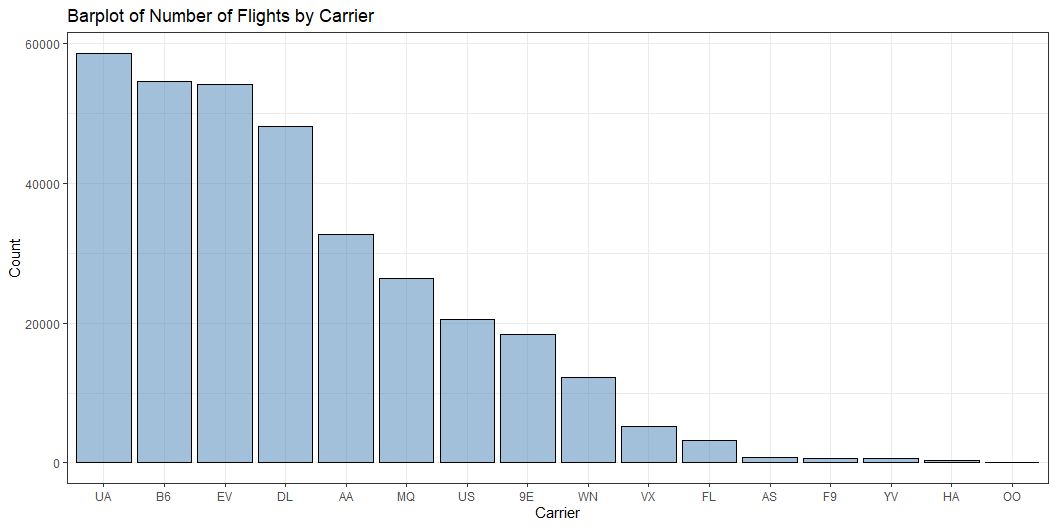 Barplot of Number of Flights by Carrier
60000
40000
20000
0
Count
UA B6 EV DL AA MQ US 9E WN VX FL AS F9 YV HA OO
Carrier